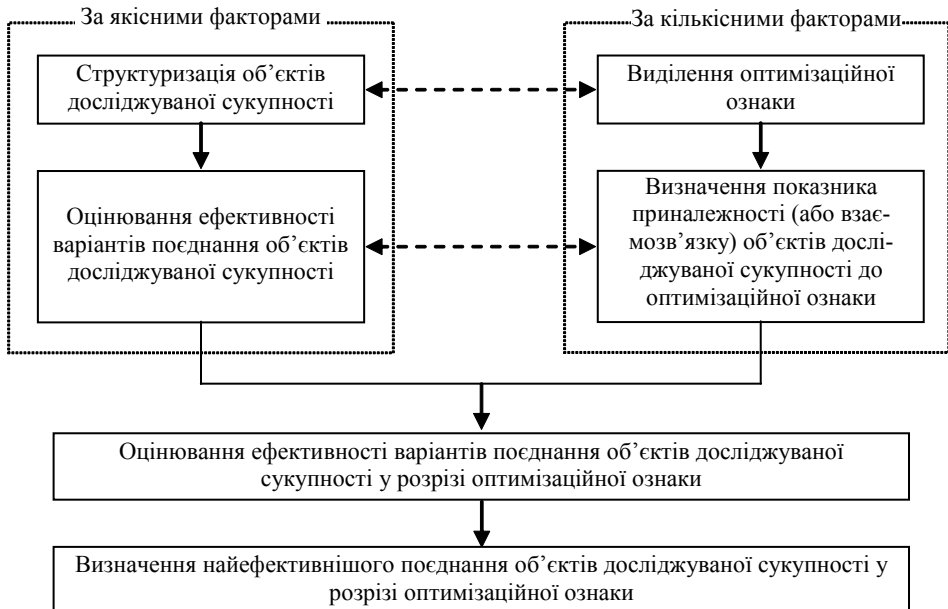 За якісними факторами
За кількісними факторами
Структуризація об’єктів
досліджуваної сукупності
Виділення оптимізаційної
ознаки
Оцінювання ефективності
варіантів поєднання об’єктів
досліджуваної сукупності
Визначення показника
приналежності (або взає-
мозв’язку) об’єктів дослі-
джуваної сукупності до
оптимізаційної ознаки
Оцінювання ефективності варіантів поєднання об’єктів досліджуваної
сукупності у розрізі оптимізаційної ознаки
Визначення найефективнішого поєднання об’єктів досліджуваної сукупності у
розрізі оптимізаційної ознаки